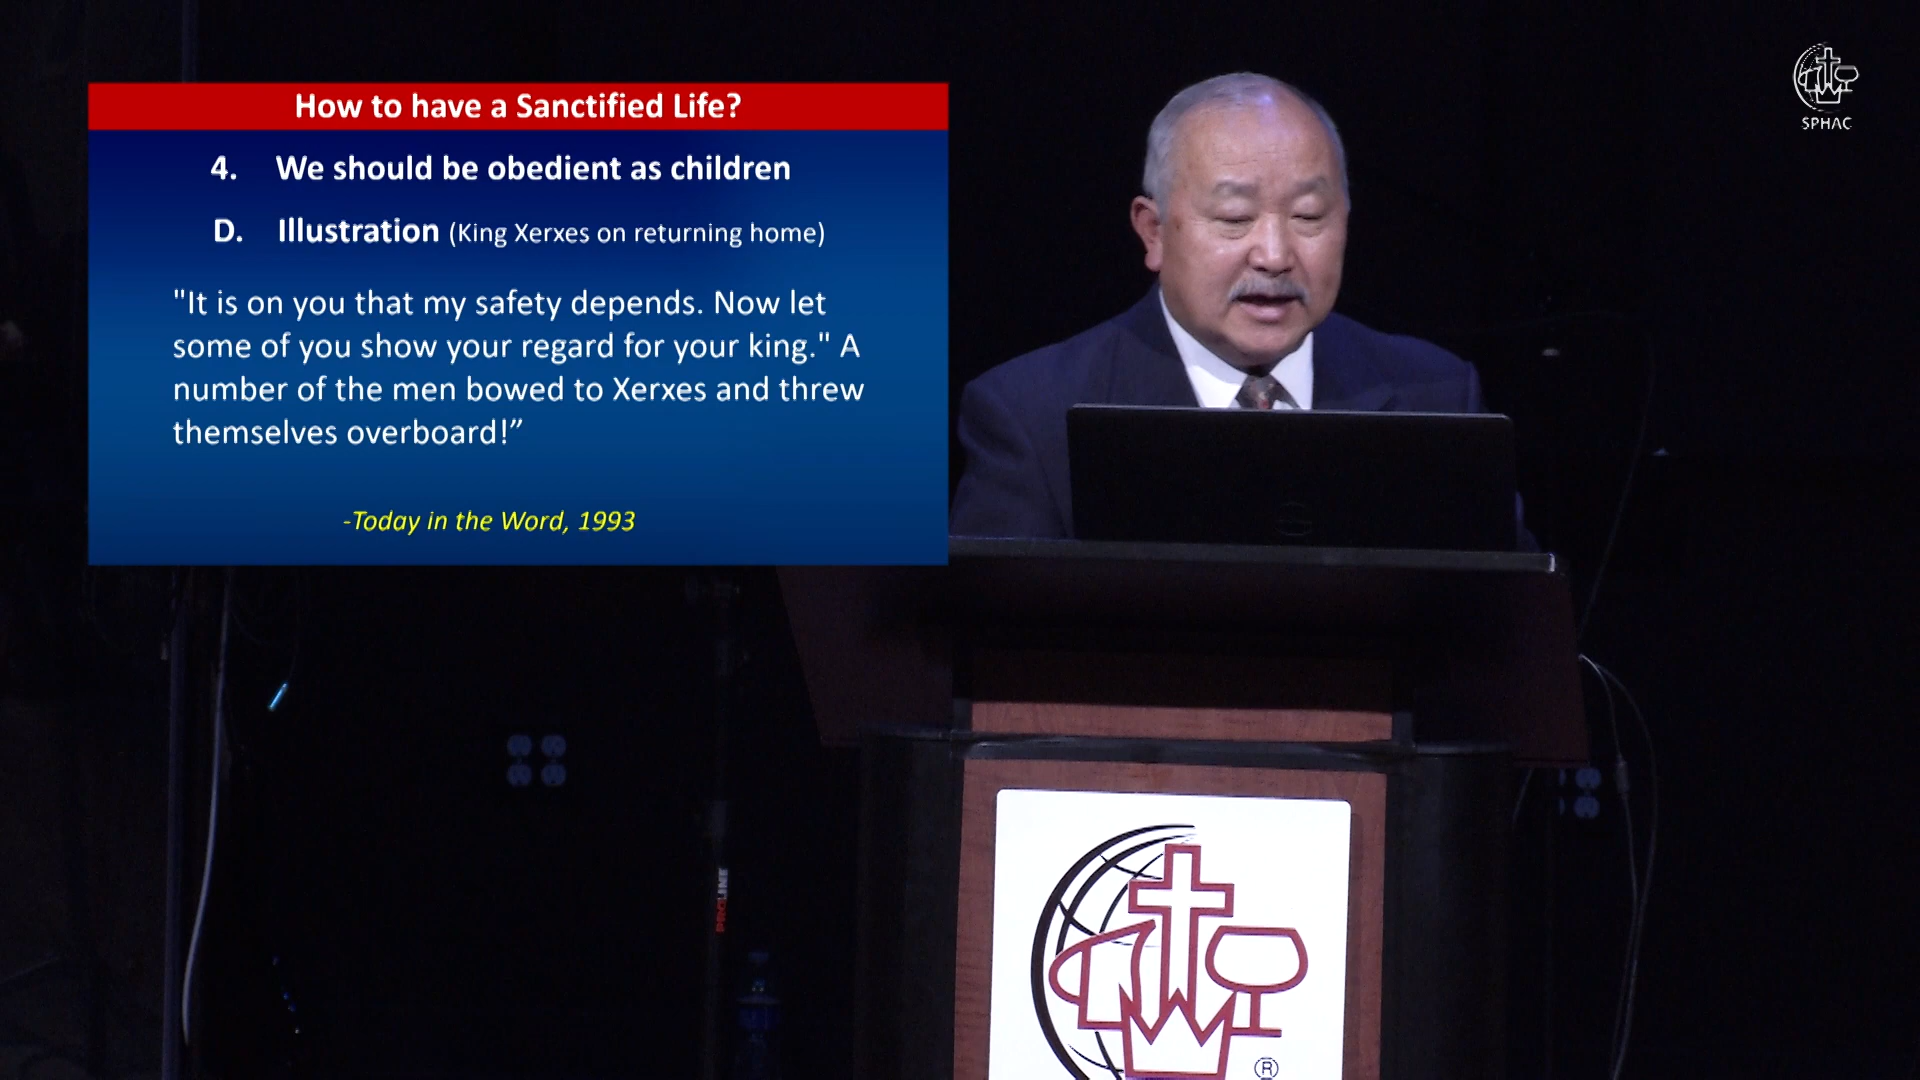 How to have a Sanctified Life?
4. We should be obedient as children
D. Illustration (King Xerxes on returning home)
"It is on you that my safety depends. Now let
some of you show your regard for your king." A
number of the men bowed to Xerxes and threw
themselves overboard!”
-Today in the Word, 1993
SPHAC
PROLINE
®